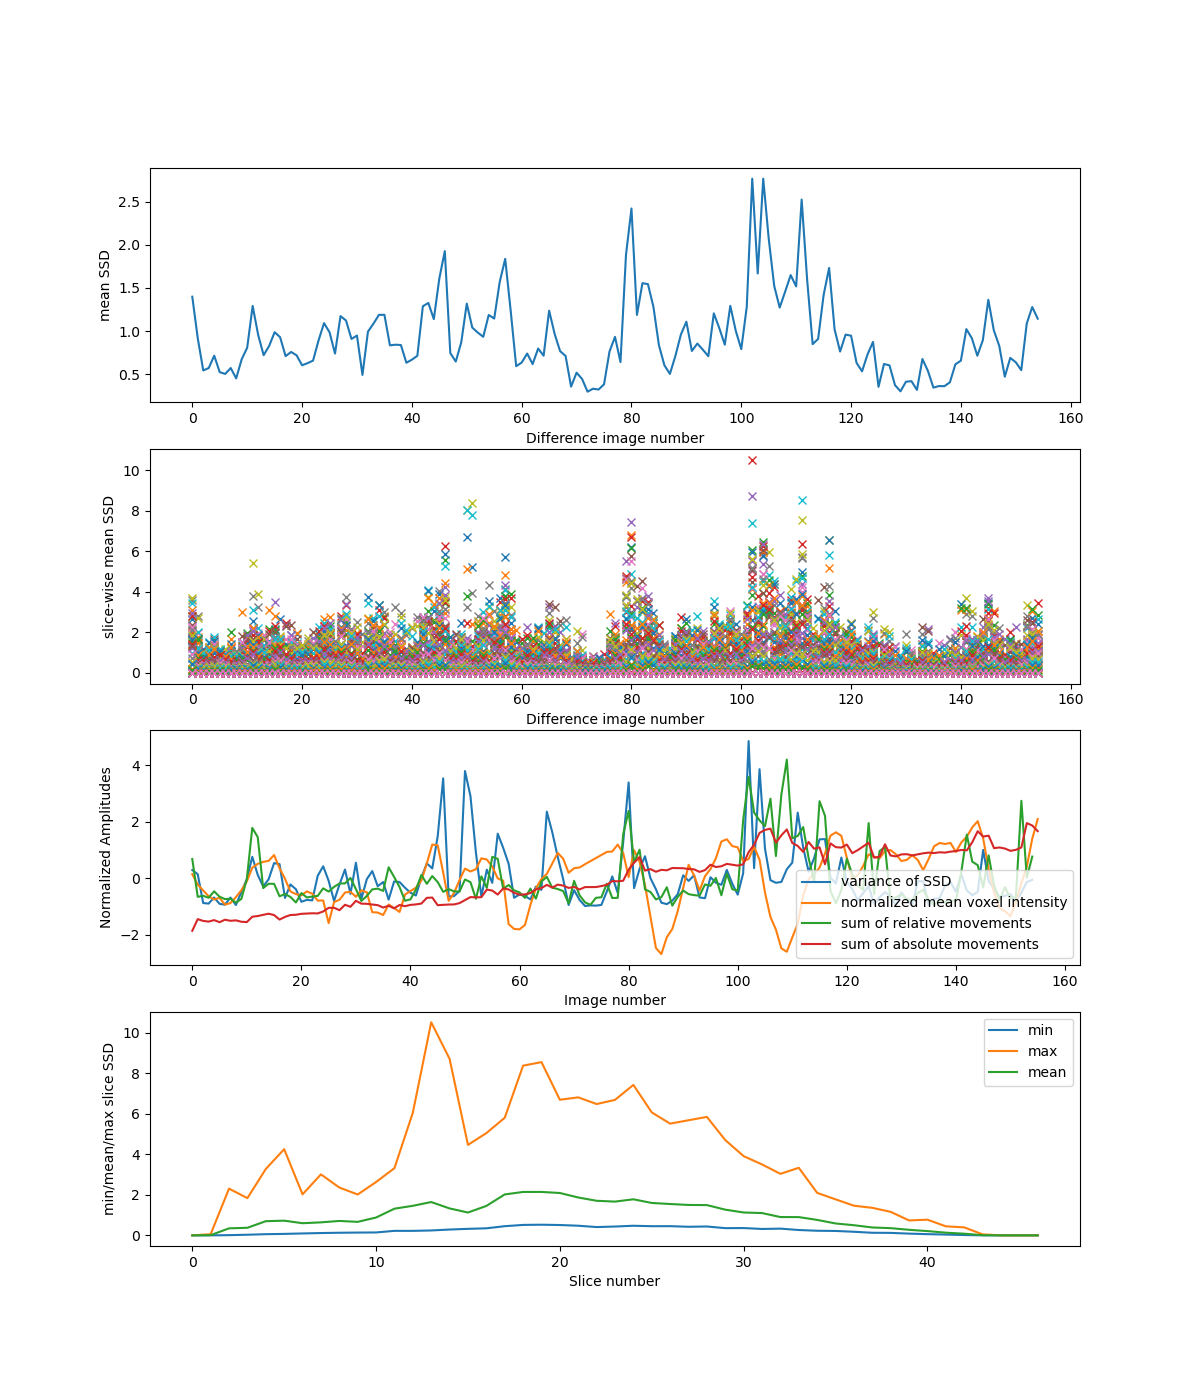 2.5
2.0
1.5
1.0
0.5
mean SSD
0 20 40 60 80 100 120 140 160
Difference image number
10
8
6
4
2
0
slice-wise mean SSD
0 20 40 60 80 100 120 140 160
Difference image number
4
2
0
−2
Normalized Amplitudes
variance of SSD
normalized mean voxel intensity
sum of relative movements
sum of absolute movements
0 20 40 60 80 100 120 140 160
Image number
10
8
6
4
2
0
min/mean/max slice SSD
min
max
mean
0 10 20 30 40
Slice number